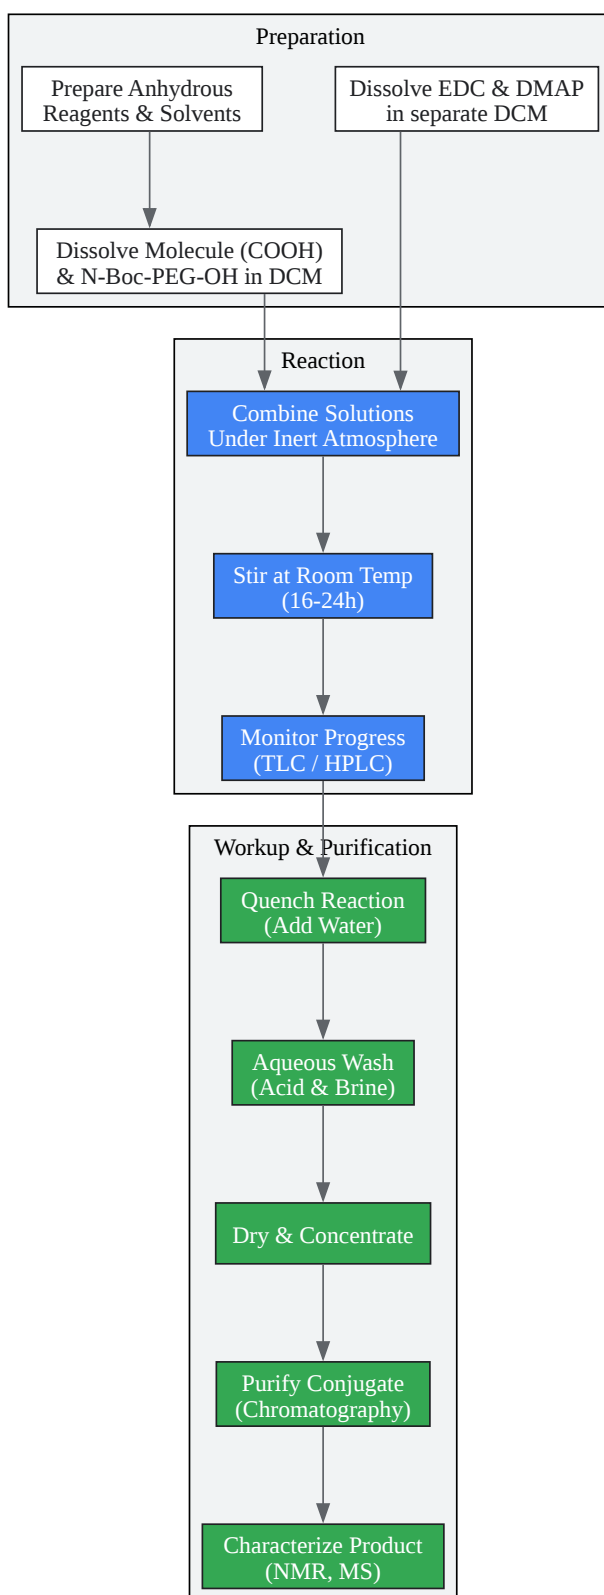 Preparation
Prepare Anhydrous
Reagents & Solvents
Dissolve EDC & DMAP
in separate DCM
Dissolve Molecule (COOH)
& N-Boc-PEG-OH in DCM
Reaction
Combine Solutions
Under Inert Atmosphere
Stir at Room Temp
(16-24h)
Monitor Progress
(TLC / HPLC)
Workup & Purification
Quench Reaction
(Add Water)
Aqueous Wash
(Acid & Brine)
Dry & Concentrate
Purify Conjugate
(Chromatography)
Characterize Product
(NMR, MS)